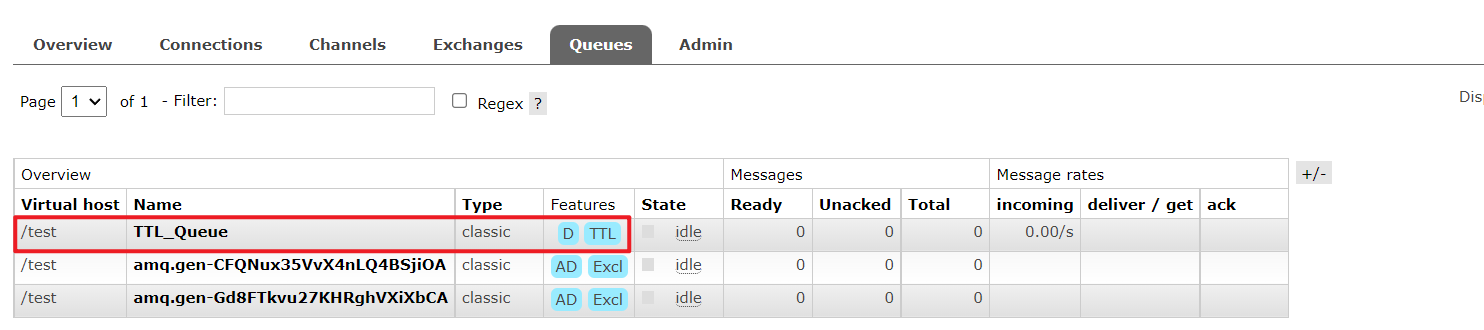 Overview Connections Channels Exchanges Queues Admin
Page 1 of 1 - Filter: Regex ?
Disp
Overview Messages Message rates +/-
Virtual host Name Type Features State Ready Unacked Total incoming deliver / get ack
/test TTL_Queue classic D TTL idle 0 0 0 0.00/s
/test amq.gen-CFQNux35VvX4nLQ4BSjiOA classic AD Excl idle 0 0 0
/test amq.gen-Gd8FTkvu27KHRghVXiXbCA classic AD Excl idle 0 0 0